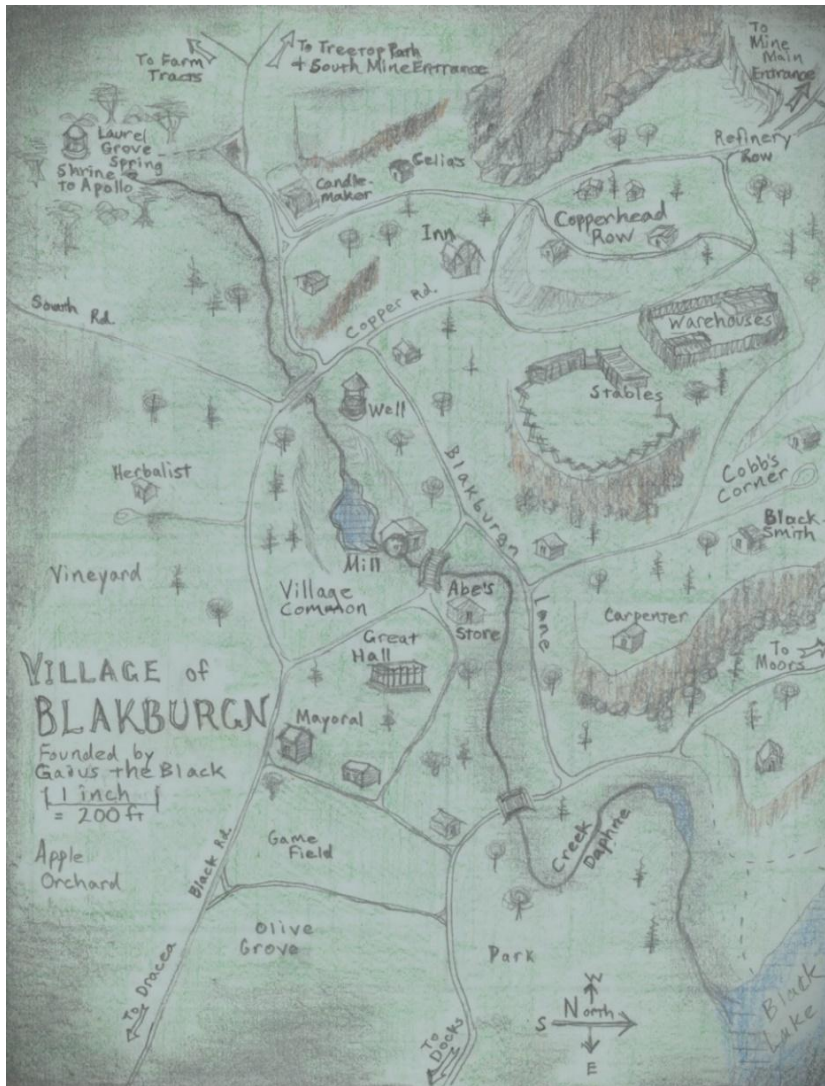 To Farm
Tracts
To Treetop Path
+ South Mine Entrance
To
Mine
Main
Entrance
Laurel
Grove
Spring
Shrine
To Apollo
Candle-
maker
Celias
Refinery
Row
Copperhead
Row
Inn
South Rd.
Copper Rd.
Warehouses
Well
Stables
Herbalist
Blakburgn
Lane
Cobb's
Corner
Black-
Smith
Vineyard
Mill
Village
Common
Abe's
Store
Carpenter
Great
Hall
To
Moors
VILLAGE of
BLAKBURGN
Founded by
Gaius the Black
1 inch
= 200 ft
Mayoral
Apple
Orchard
Black Rd.
Game
Field
Creek
Daphne
Olive
Grove
Park
To Dracea
To
Docks
W
North
S
E
Black
Lake